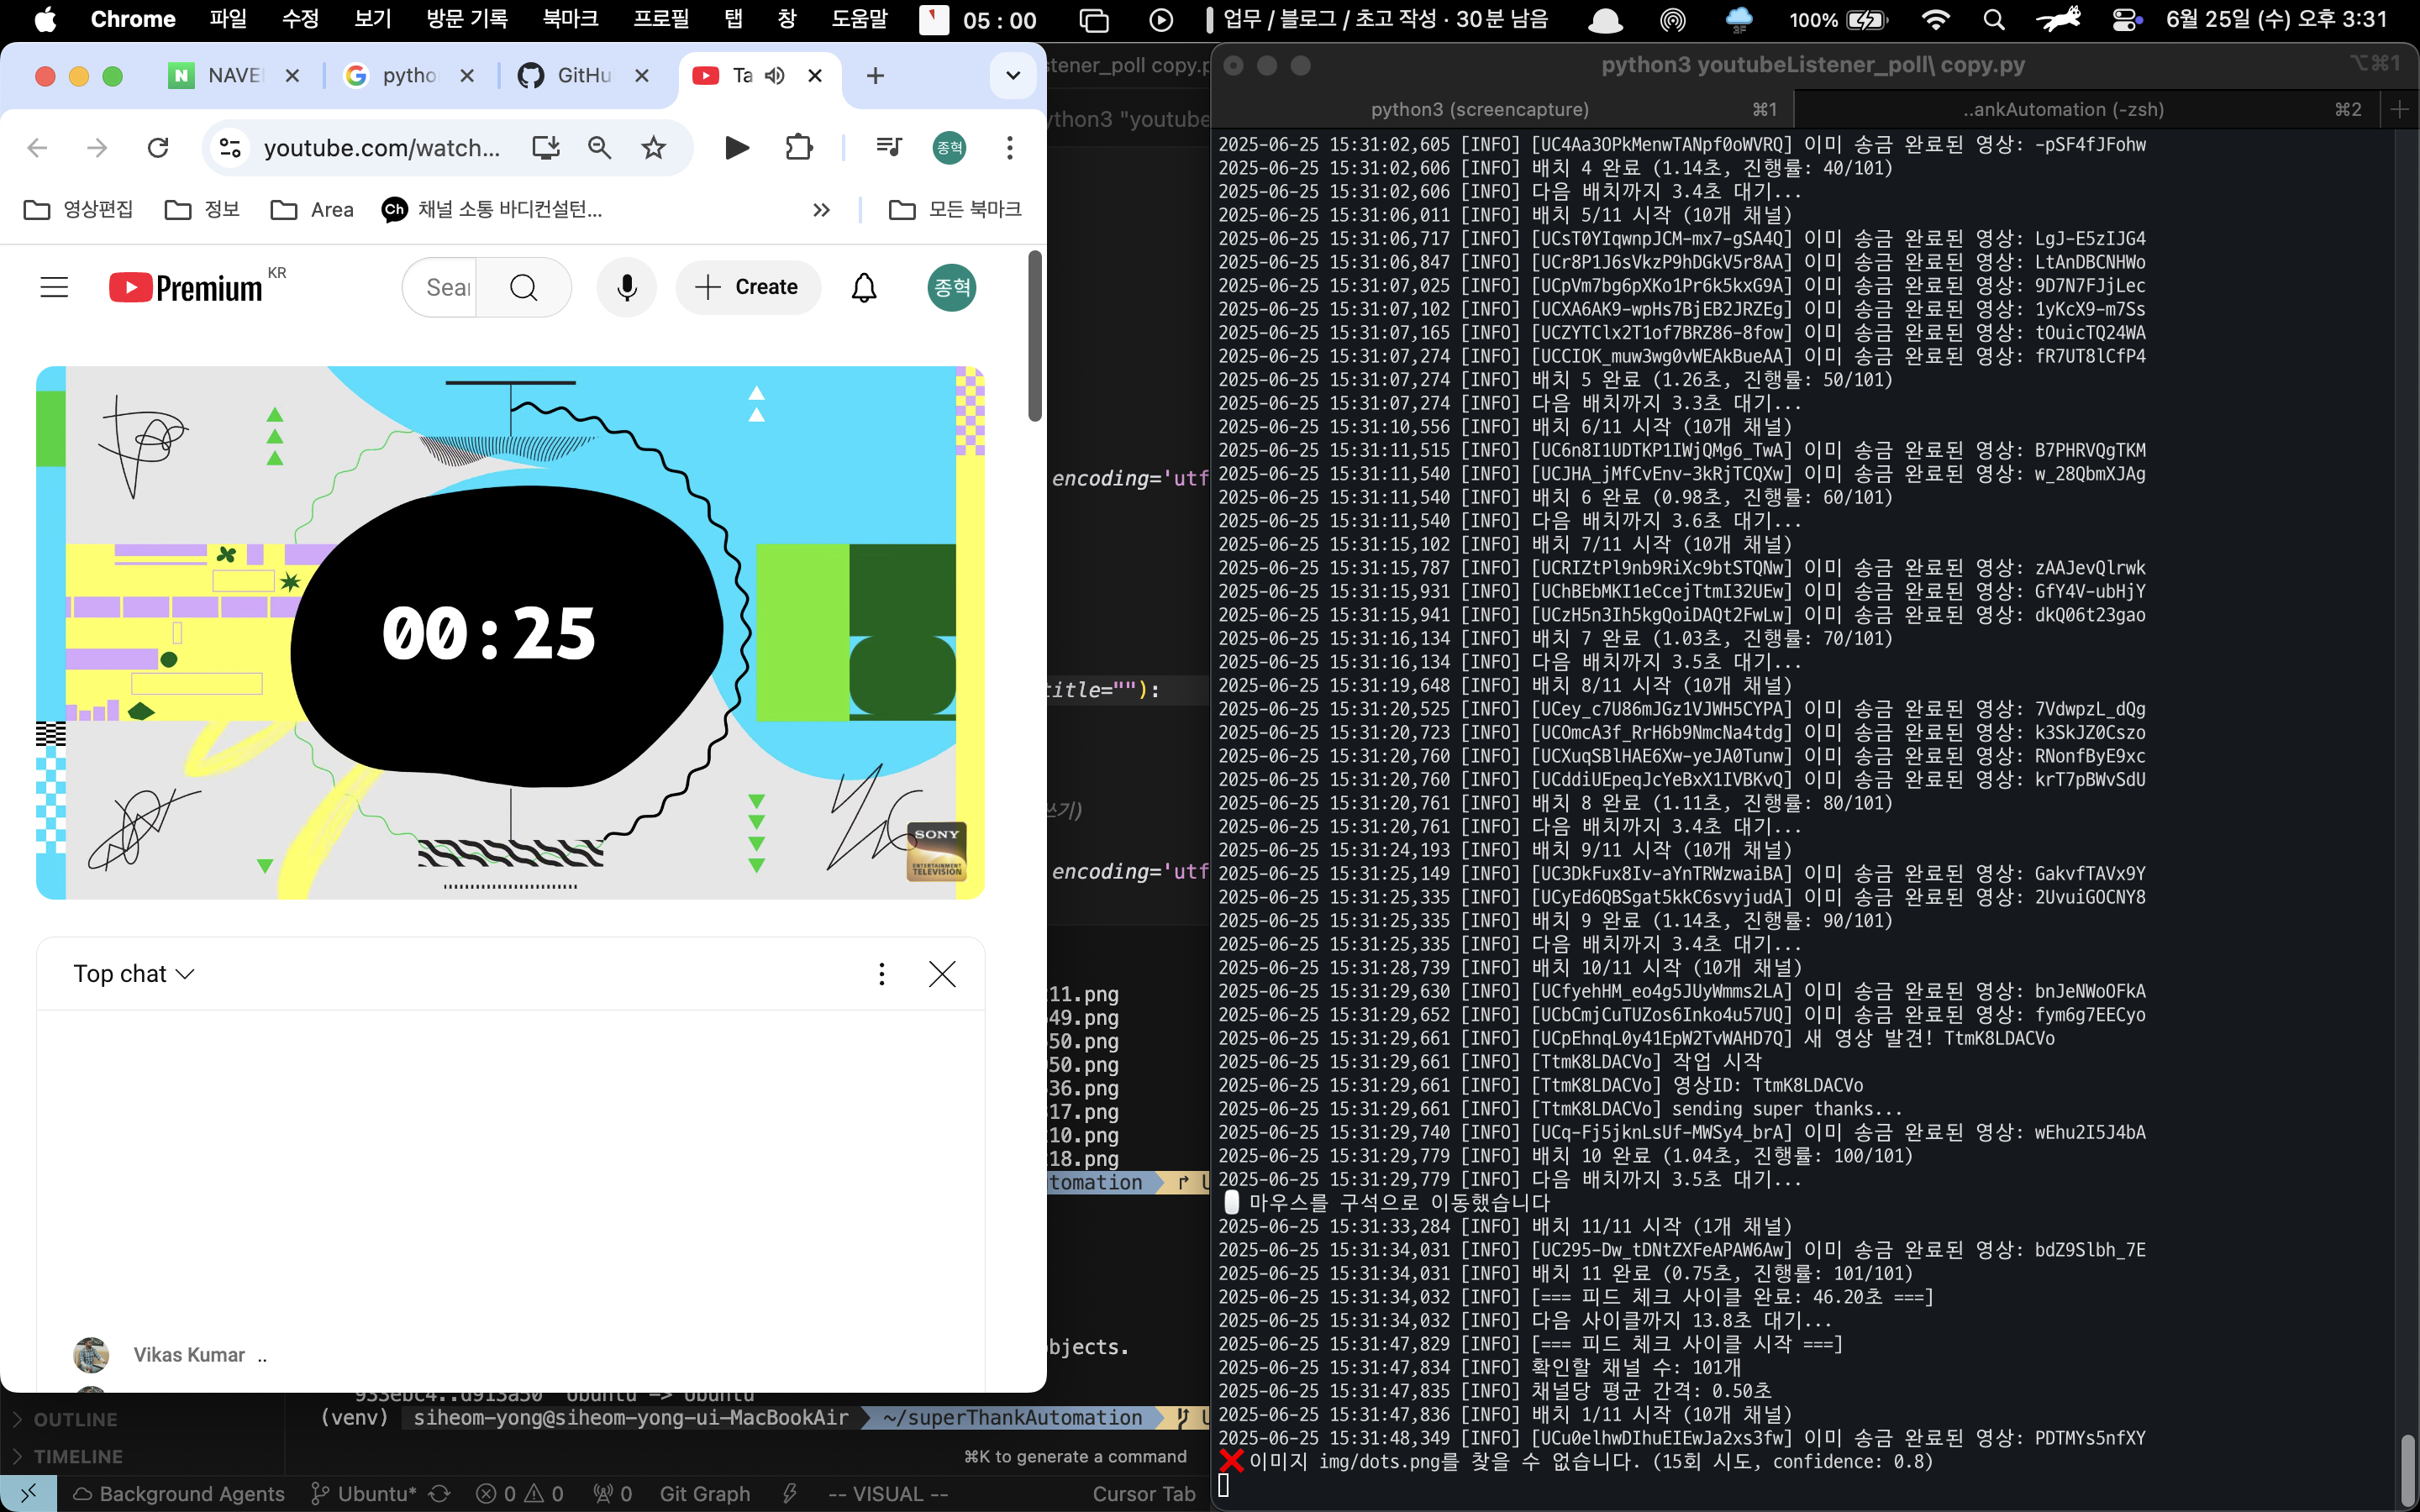 Chrome 파일 수정 보기 방문 기록 북마크 프로필 탭 창 도움말 05 : 00 업무 / 블로그 / 초고 작성 · 30분 남음 100% 6월 25일 (수) 오후 3:31
NAVE pytho GitHu Ta
youtube.com/watch... 종혁
영상편집 정보 Area Ch 채널 소통 바디컨설턴... 모든 북마크
Premium KR Sear Create 종혁
00:25
SONY
ENTERTAINMENT
TELEVISION
Top chat
Vikas Kumar ..
stener_poll copy.p
ython3 "youtube
encoding='utf
title=""):
쓰기)
encoding='utf
11.png
49.png
50.png
50.png
36.png
17.png
10.png
18.png
tomation
bjects.
933ebc4..d913a50 Ubuntu -> Ubuntu
(venv) siheom-yong@siheom-yong-ui-MacBookAir ~/superThankAutomation
⌘K to generate a command
OUTLINE
TIMELINE
Background Agents Ubuntu* 0 0 0 Git Graph -- VISUAL -- Cursor Tab
python3 youtubeListener_poll\ copy.py ⌥⌘1
python3 (screencapture) ⌘1 ..ankAutomation (-zsh) ⌘2
2025-06-25 15:31:02,605 [INFO] [UC4Aa3OPkMenwTANpf0oWVRQ] 이미 송금 완료된 영상: -pSF4fJFohw
2025-06-25 15:31:02,606 [INFO] 배치 4 완료 (1.14초, 진행률: 40/101)
2025-06-25 15:31:02,606 [INFO] 다음 배치까지 3.4초 대기...
2025-06-25 15:31:06,011 [INFO] 배치 5/11 시작 (10개 채널)
2025-06-25 15:31:06,717 [INFO] [UCsT0YIqwnpJCM-mx7-gSA4Q] 이미 송금 완료된 영상: LgJ-E5zIJG4
2025-06-25 15:31:06,847 [INFO] [UCr8P1J6sVkzP9hDGkV5r8AA] 이미 송금 완료된 영상: LtAnDBCNHWo
2025-06-25 15:31:07,025 [INFO] [UCpVm7bg6pXKo1Pr6k5kxG9A] 이미 송금 완료된 영상: 9D7N7FJjLec
2025-06-25 15:31:07,102 [INFO] [UCXA6AK9-wpHs7BjEB2JRZEg] 이미 송금 완료된 영상: 1yKcX9-m7Ss
2025-06-25 15:31:07,165 [INFO] [UCZYTClx2T1of7BRZ86-8fow] 이미 송금 완료된 영상: tOuicTQ24WA
2025-06-25 15:31:07,274 [INFO] [UCCIOK_muw3wg0vWEAkBueAA] 이미 송금 완료된 영상: fR7UT8lCfP4
2025-06-25 15:31:07,274 [INFO] 배치 5 완료 (1.26초, 진행률: 50/101)
2025-06-25 15:31:07,274 [INFO] 다음 배치까지 3.3초 대기...
2025-06-25 15:31:10,556 [INFO] 배치 6/11 시작 (10개 채널)
2025-06-25 15:31:11,515 [INFO] [UC6n8I1UDTKP1IWjQMg6_TwA] 이미 송금 완료된 영상: B7PHRVQgTKM
2025-06-25 15:31:11,540 [INFO] [UCJHA_jMfCvEnv-3kRjTCQXw] 이미 송금 완료된 영상: w_28QbmXJAg
2025-06-25 15:31:11,540 [INFO] 배치 6 완료 (0.98초, 진행률: 60/101)
2025-06-25 15:31:11,540 [INFO] 다음 배치까지 3.6초 대기...
2025-06-25 15:31:15,102 [INFO] 배치 7/11 시작 (10개 채널)
2025-06-25 15:31:15,787 [INFO] [UCRIZtPl9nb9RiXc9btSTQNw] 이미 송금 완료된 영상: zAAJevQlrwk
2025-06-25 15:31:15,931 [INFO] [UChBEbMKI1eCcejTtmI32UEw] 이미 송금 완료된 영상: GfY4V-ubHjY
2025-06-25 15:31:15,941 [INFO] [UCzH5n3Ih5kgQoiDAQt2FwLw] 이미 송금 완료된 영상: dkQ06t23gao
2025-06-25 15:31:16,134 [INFO] 배치 7 완료 (1.03초, 진행률: 70/101)
2025-06-25 15:31:16,134 [INFO] 다음 배치까지 3.5초 대기...
2025-06-25 15:31:19,648 [INFO] 배치 8/11 시작 (10개 채널)
2025-06-25 15:31:20,525 [INFO] [UCey_c7U86mJGz1VJWH5CYPA] 이미 송금 완료된 영상: 7VdwpzL_dQg
2025-06-25 15:31:20,723 [INFO] [UCOmcA3f_RrH6b9NmcNa4tdg] 이미 송금 완료된 영상: k3SkJZ0Cszo
2025-06-25 15:31:20,760 [INFO] [UCXuqSBlHAE6Xw-yeJA0Tunw] 이미 송금 완료된 영상: RNonfByE9xc
2025-06-25 15:31:20,760 [INFO] [UCddiUEpeqJcYeBxX1IVBKvQ] 이미 송금 완료된 영상: krT7pBWvSdU
2025-06-25 15:31:20,761 [INFO] 배치 8 완료 (1.11초, 진행률: 80/101)
2025-06-25 15:31:20,761 [INFO] 다음 배치까지 3.4초 대기...
2025-06-25 15:31:24,193 [INFO] 배치 9/11 시작 (10개 채널)
2025-06-25 15:31:25,149 [INFO] [UC3DkFux8Iv-aYnTRWzwaiBA] 이미 송금 완료된 영상: GakvfTAVx9Y
2025-06-25 15:31:25,335 [INFO] [UCyEd6QBSgat5kkC6svyjudA] 이미 송금 완료된 영상: 2UvuiGOCNY8
2025-06-25 15:31:25,335 [INFO] 배치 9 완료 (1.14초, 진행률: 90/101)
2025-06-25 15:31:25,335 [INFO] 다음 배치까지 3.4초 대기...
2025-06-25 15:31:28,739 [INFO] 배치 10/11 시작 (10개 채널)
2025-06-25 15:31:29,630 [INFO] [UCfyehHM_eo4g5JUyWmms2LA] 이미 송금 완료된 영상: bnJeNWoOFkA
2025-06-25 15:31:29,652 [INFO] [UCbCmjCuTUZos6Inko4u57UQ] 이미 송금 완료된 영상: fym6g7EECyo
2025-06-25 15:31:29,661 [INFO] [UCpEhnqL0y41EpW2TvWAHD7Q] 새 영상 발견! TtmK8LDACVo
2025-06-25 15:31:29,661 [INFO] [TtmK8LDACVo] 작업 시작
2025-06-25 15:31:29,661 [INFO] [TtmK8LDACVo] 영상ID: TtmK8LDACVo
2025-06-25 15:31:29,661 [INFO] [TtmK8LDACVo] sending super thanks...
2025-06-25 15:31:29,740 [INFO] [UCq-Fj5jknLsUf-MWSy4_brA] 이미 송금 완료된 영상: wEhu2I5J4bA
2025-06-25 15:31:29,779 [INFO] 배치 10 완료 (1.04초, 진행률: 100/101)
2025-06-25 15:31:29,779 [INFO] 다음 배치까지 3.5초 대기...
마우스를 구석으로 이동했습니다
2025-06-25 15:31:33,284 [INFO] 배치 11/11 시작 (1개 채널)
2025-06-25 15:31:34,031 [INFO] [UC295-Dw_tDNtZXFeAPAW6Aw] 이미 송금 완료된 영상: bdZ9Slbh_7E
2025-06-25 15:31:34,031 [INFO] 배치 11 완료 (0.75초, 진행률: 101/101)
2025-06-25 15:31:34,032 [INFO] [=== 피드 체크 사이클 완료: 46.20초 ===]
2025-06-25 15:31:34,032 [INFO] 다음 사이클까지 13.8초 대기...
2025-06-25 15:31:47,829 [INFO] [=== 피드 체크 사이클 시작 ===]
2025-06-25 15:31:47,834 [INFO] 확인할 채널 수: 101개
2025-06-25 15:31:47,835 [INFO] 채널당 평균 간격: 0.50초
2025-06-25 15:31:47,836 [INFO] 배치 1/11 시작 (10개 채널)
2025-06-25 15:31:48,349 [INFO] [UCu0elhwDIhuEIEwJa2xs3fw] 이미 송금 완료된 영상: PDTMYs5nfXY
❌이미지 img/dots.png를 찾을 수 없습니다. (15회 시도, confidence: 0.8)